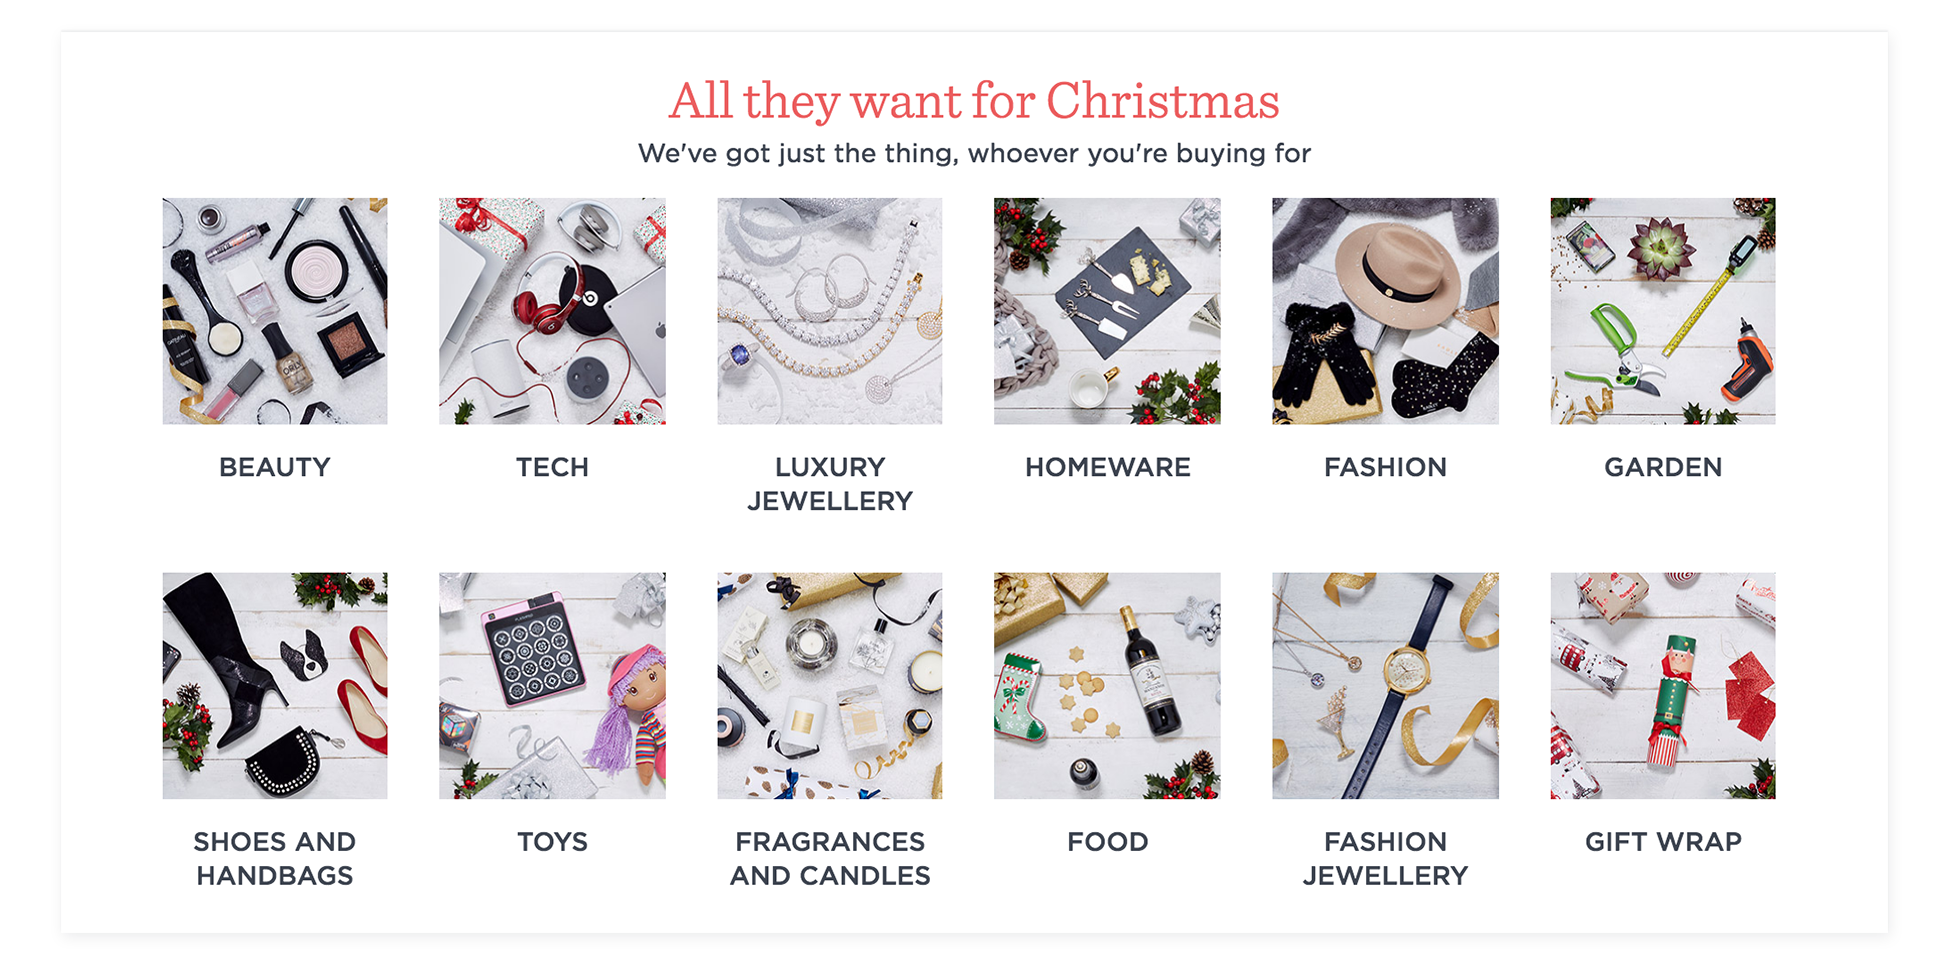 All they want for Christmas
We've got just the thing, whoever you're buying for
BEAUTY
TECH
LUXURY
JEWELLERY
HOMEWARE
FASHION
GARDEN
SHOES AND
HANDBAGS
TOYS
FRAGRANCES
AND CANDLES
FOOD
FASHION
JEWELLERY
GIFT WRAP